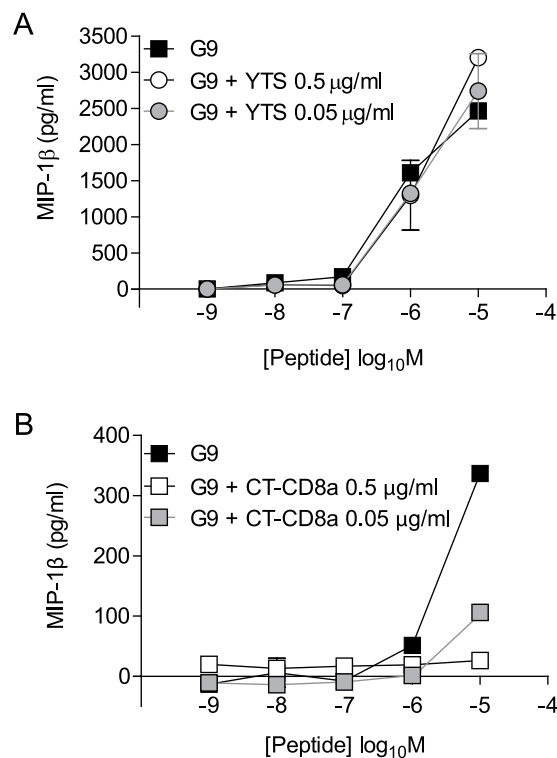 A
G9
G9 + YTS 0.5 μg/ml
G9 + YTS 0.05 μg/ml
MIP-1β (pg/ml)
3500
3000
2500
2000
1500
1000
500
0
-9 -8 -7 -6 -5 -4
[Peptide] log₁₀M
B
G9
G9 + CT-CD8a 0.5 μg/ml
G9 + CT-CD8a 0.05 μg/ml
MIP-1β (pg/ml)
400
300
200
100
0
-9 -8 -7 -6 -5 -4
[Peptide] log₁₀M